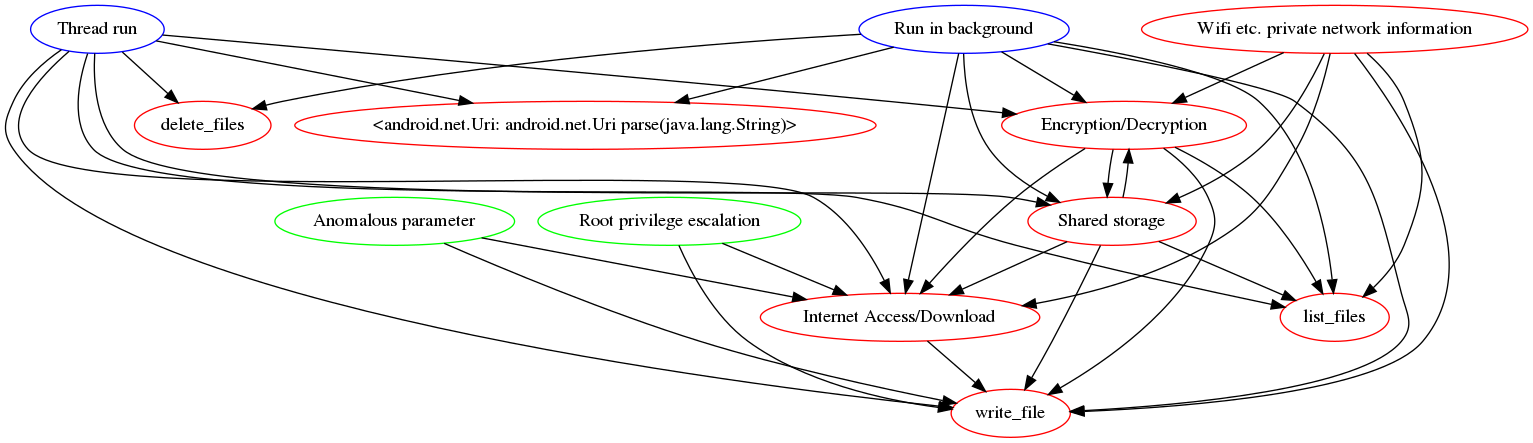 Thread run
Run in background
Wifi etc. private network information
delete_files
<android.net.Uri: android.net.Uri parse(java.lang.String)>
Encryption/Decryption
Anomalous parameter
Root privilege escalation
Shared storage
Internet Access/Download
list_files
write_file